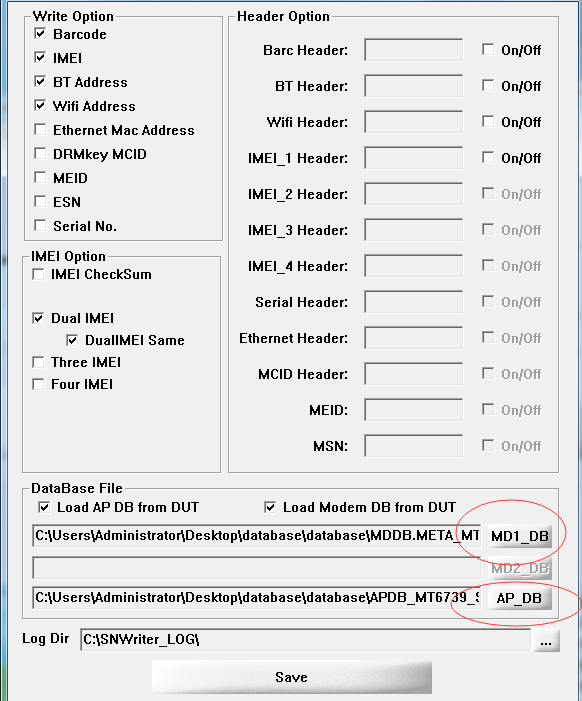 Write Option
Barcode
IMEI
BT Address
Wifi Address
Ethernet Mac Address
DRMkey MCID
MEID
ESN
Serial No.
IMEI Option
IMEI CheckSum
Dual IMEI
DualIMEI Same
Three IMEI
Four IMEI
Header Option
Barc Header: On/Off
BT Header: On/Off
Wifi Header: On/Off
IMEI_1 Header: On/Off
IMEI_2 Header: On/Off
IMEI_3 Header: On/Off
IMEI_4 Header: On/Off
Serial Header: On/Off
Ethernet Header: On/Off
MCID Header: On/Off
MEID: On/Off
MSN: On/Off
DataBase File
Load AP DB from DUT Load Modem DB from DUT
C:\Users\Administrator\Desktop\database\database\MDDB.META_MT MD1_DB
MD2_DB
C:\Users\Administrator\Desktop\database\database\APDB_MT6739_S AP_DB
Log Dir C:\SNWriter_LOG\ ...
Save